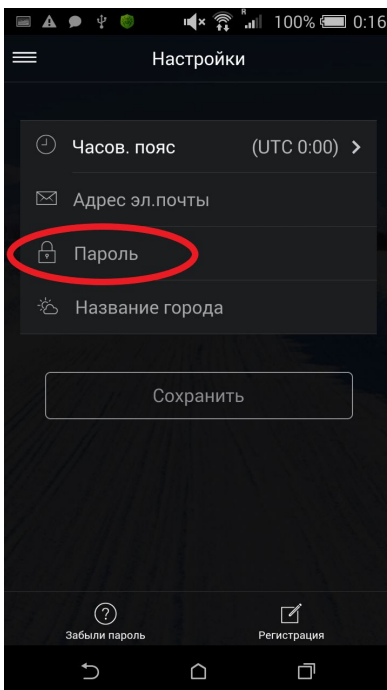 R
100% 0:16
Настройки
Часов. пояс (UTC 0:00)
Адрес эл.почты
Пароль
Название города
Сохранить
Забыли пароль Регистрация